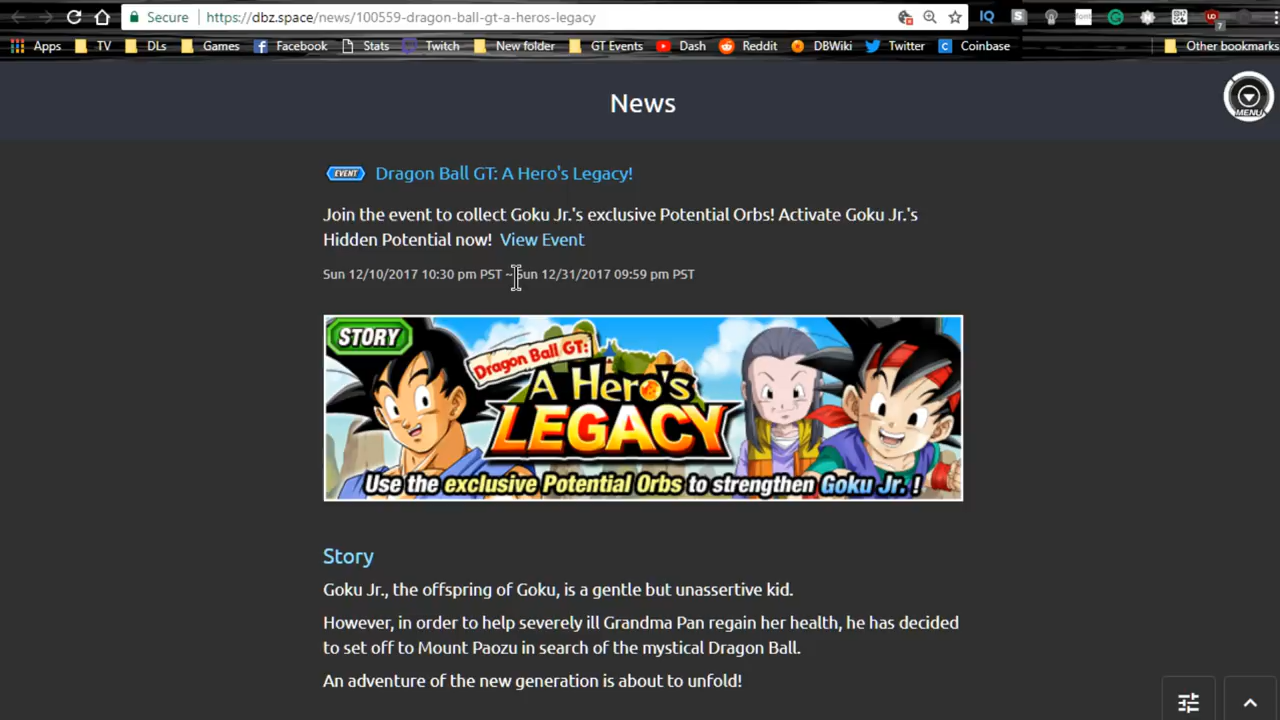 Secure https://dbz.space/news/100559-dragon-ball-gt-a-heros-legacy
Apps TV DLs Games Facebook Stats Twitch New folder GT Events Dash Reddit DBWiki Twitter Coinbase Other bookmarks
News
MENU
EVENT Dragon Ball GT: A Hero's Legacy!
Join the event to collect Goku Jr.'s exclusive Potential Orbs! Activate Goku Jr.'s
Hidden Potential now! View Event
Sun 12/10/2017 10:30 pm PST ~ Sun 12/31/2017 09:59 pm PST
STORY
Dragon Ball GT:
A Hero's
LEGACY
Use the exclusive Potential Orbs to strengthen Goku Jr. !
Story
Goku Jr., the offspring of Goku, is a gentle but unassertive kid.
However, in order to help severely ill Grandma Pan regain her health, he has decided
to set off to Mount Paozu in search of the mystical Dragon Ball.
An adventure of the new generation is about to unfold!